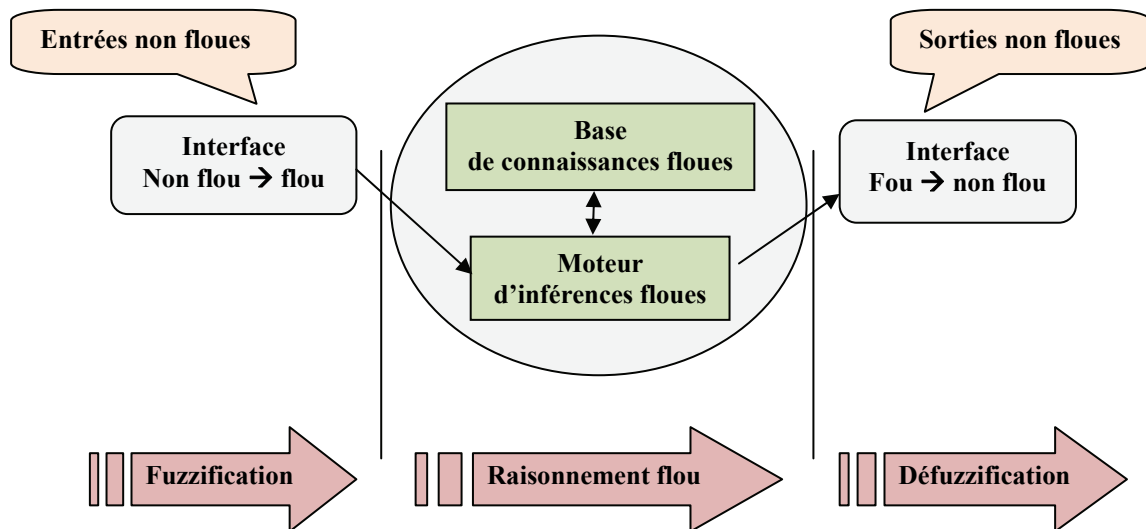 Entrées non floues
Sorties non floues
Interface
Non flou → flou
Base
de connaissances floues
Moteur
d’inférences floues
Interface
Fou → non flou
Fuzzification
Raisonnement flou
Défuzzification